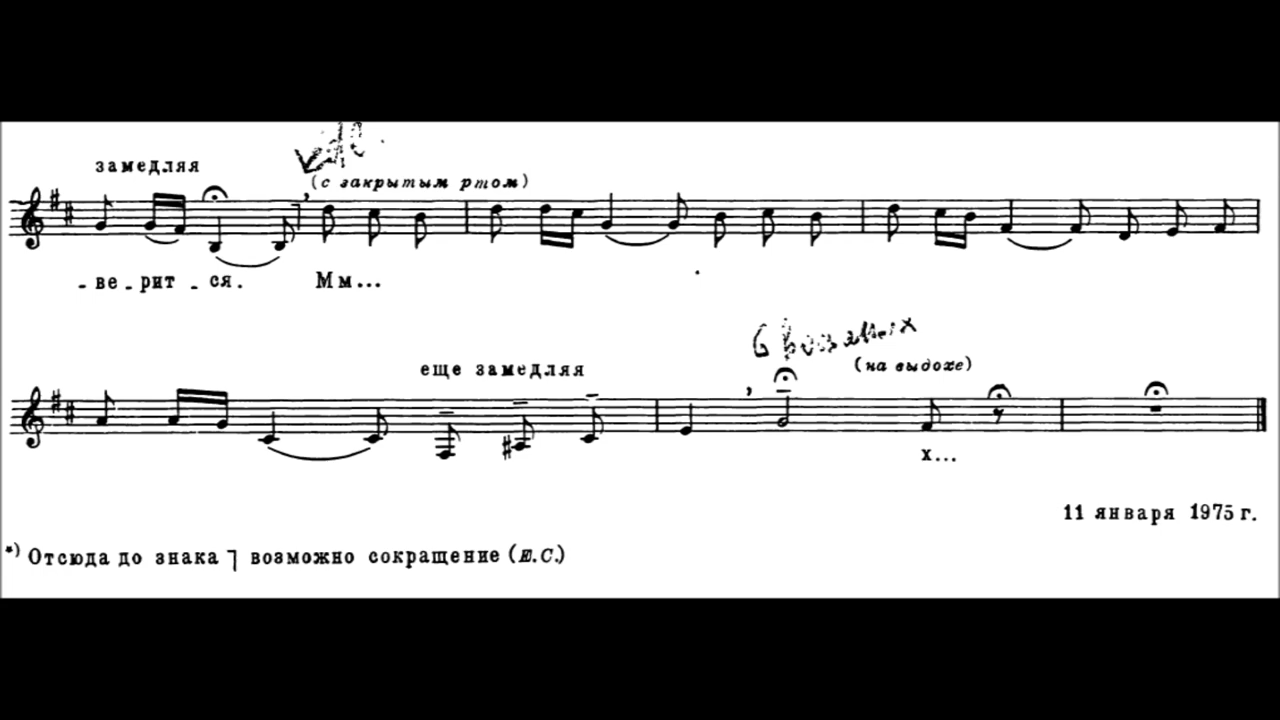 замедляя
(с закрытым ртом)
- ве - рит - ся. Мм...
еще замедляя
(на выдохе)
х...
11 января 1975 г.
*) Отсюда до знака ┐ возможно сокращение (Ю.С.)